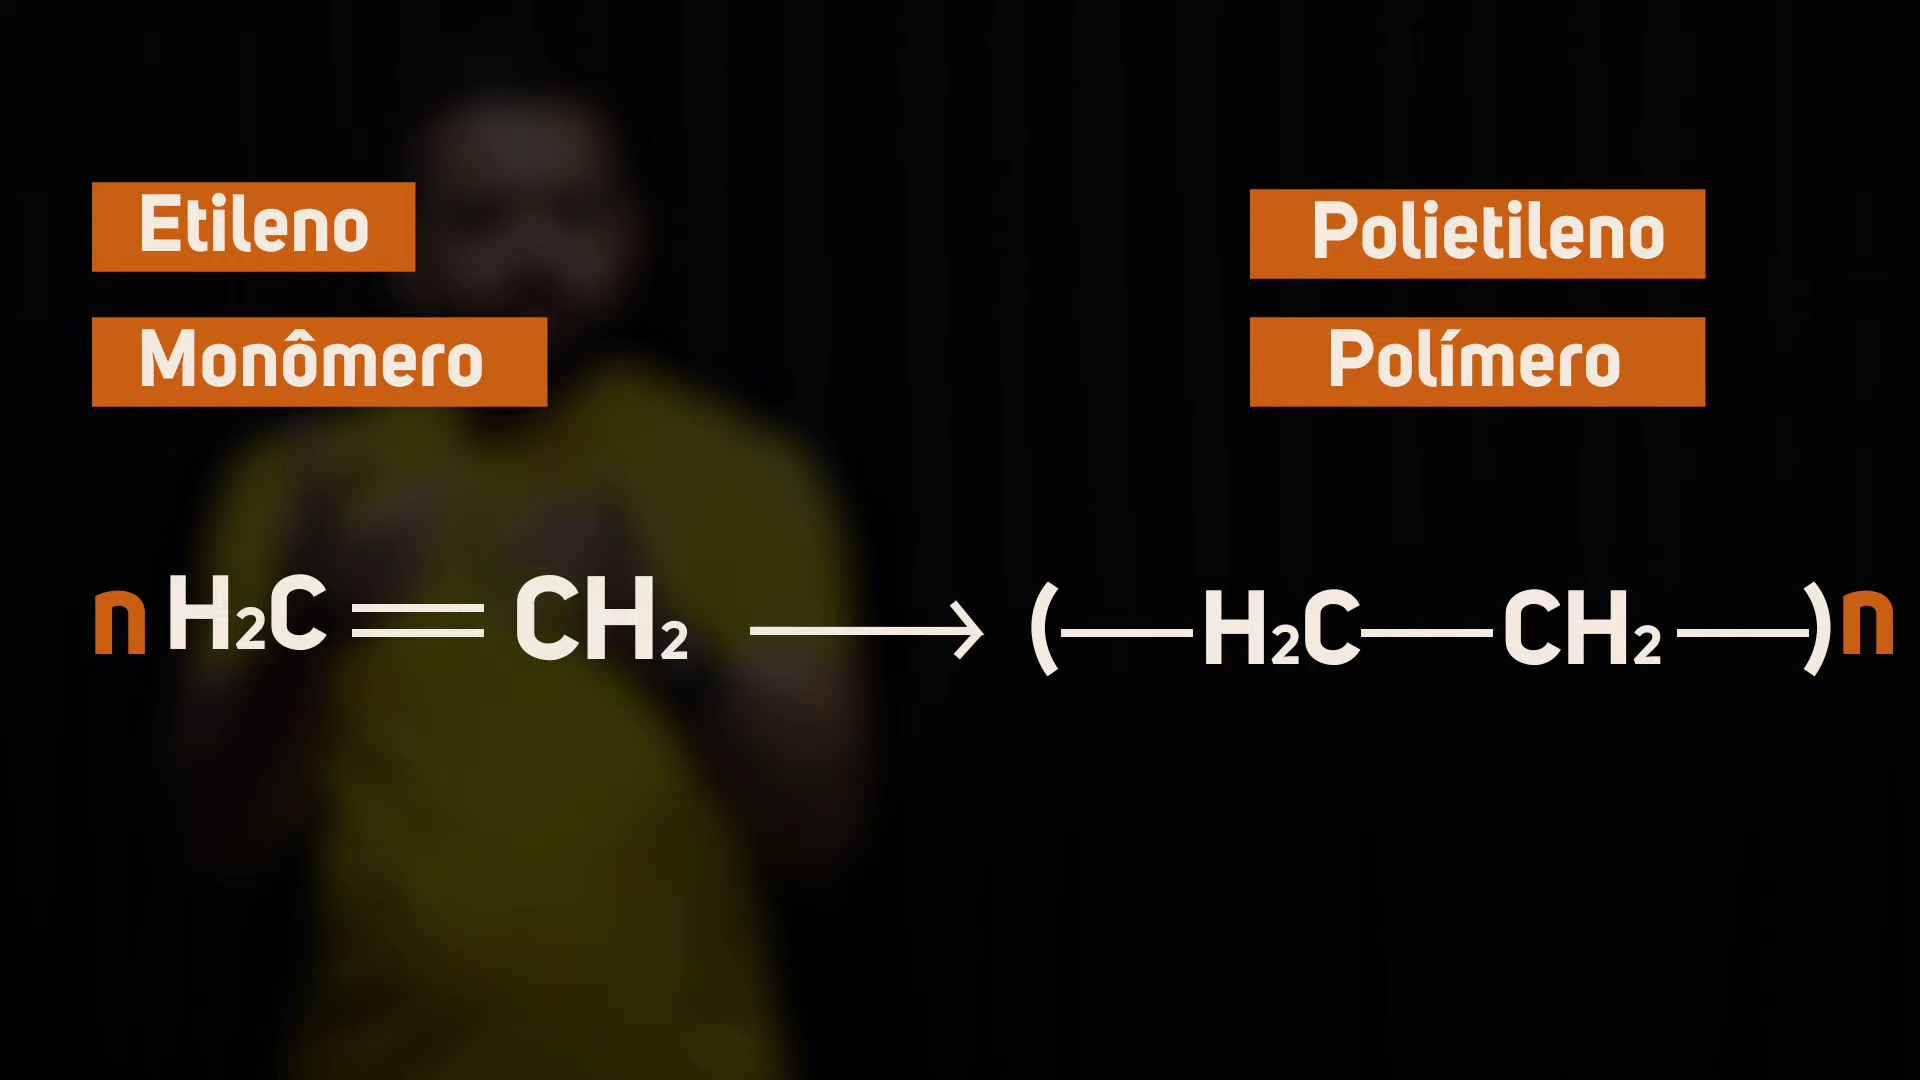 Etileno
Polietileno
Monômero
Polímero
n H₂C=CH₂ → (—H₂C—CH₂—)n